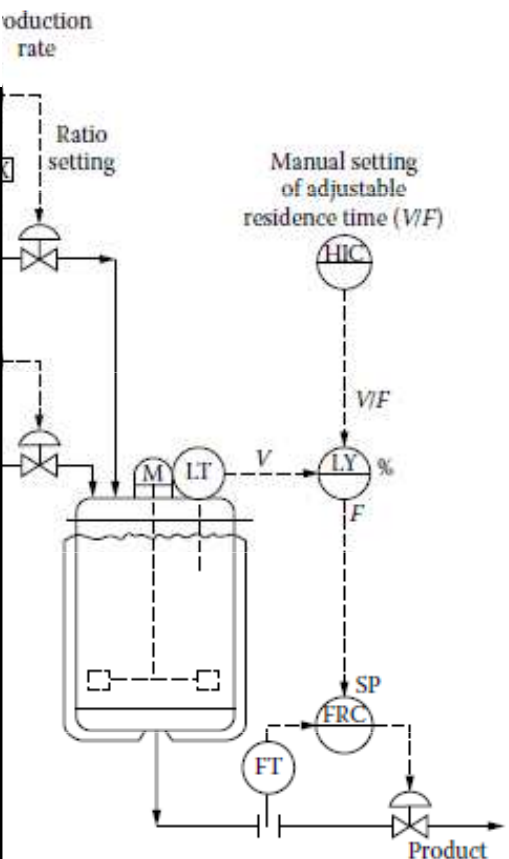 oduction
rate
Ratio
setting
Manual setting
of adjustable
residence time (V/F)
HIC
V/F
M
LT
V
LY
%
F
SP
FRC
FT
Product